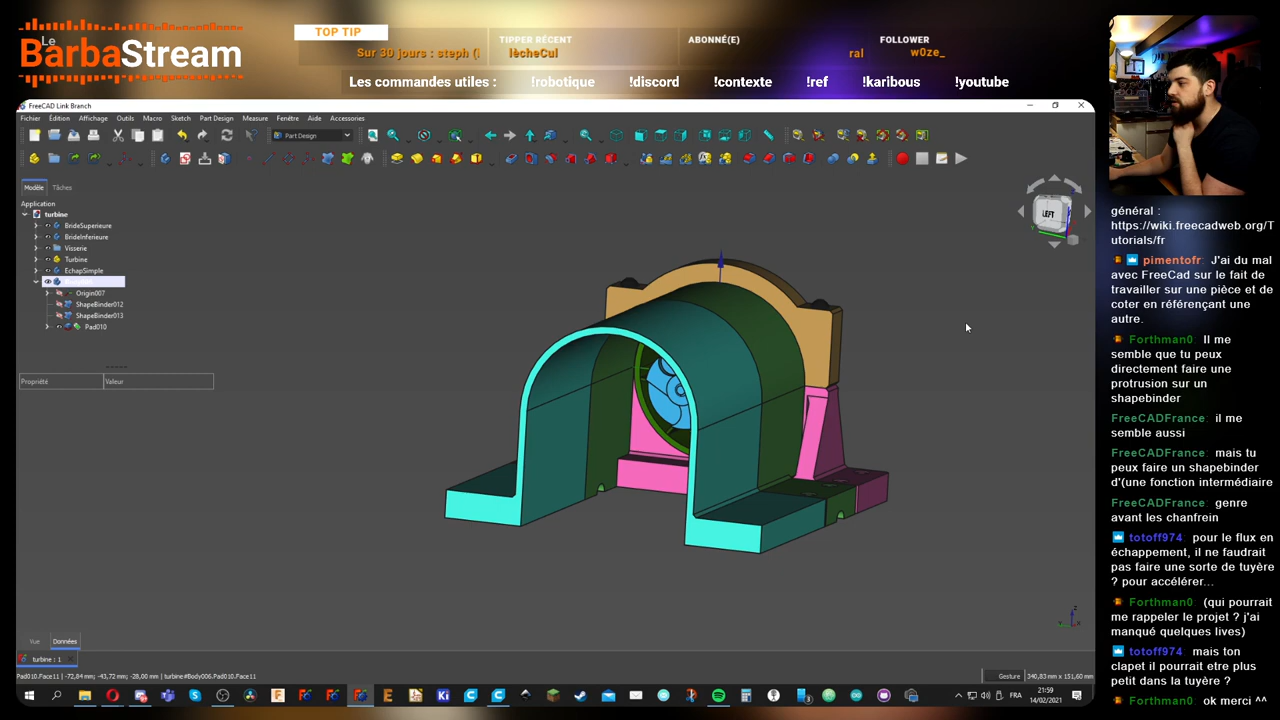 Le
BarbaStream
TOP TIP
Sur 30 jours : steph (l
TIPPER RÉCENT
lècheCul
ABONNÉ(E)
ral
FOLLOWER
w0ze_
Les commandes utiles : !robotique !discord !contexte !ref !karibous !youtube
FreeCAD Link Branch
Fichier Édition Affichage Outils Macro Sketch Part Design Measure Fenêtre Aide Accessories
Part Design
Modèle Tâches
Application
turbine
BrideSuperieure
BrideInferieure
Visserie
Turbine
EchapSimple
Origin007
ShapeBinder012
ShapeBinder013
Pad010
Propriété Valeur
LEFT
Vue Données
turbine : 1
Pad010.Face11 | -72,84 mm; -43,72 mm; -28,00 mm | turbine#Body006.Pad010.Face11
Gesture 340,83 mm x 151,60 mm
FRA
21:59
14/02/2021
général :
https://wiki.freecadweb.org/T
utorials/fr
pimentofr: J'ai du mal
avec FreeCad sur le fait de
travailler sur une pièce et de
coter en référençant une
autre.
Forthman0: Il me
semble que tu peux
directement faire une
protrusion sur un
shapebinder
FreeCADFrance: il me
semble aussi
FreeCADFrance: mais tu
peux faire un shapebinder
d'(une fonction intermédiaire
FreeCADFrance: genre
avant les chanfrein
totoff974: pour le flux en
échappement, il ne faudrait
pas faire une sorte de tuyère
? pour accélérer...
Forthman0: (qui pourrait
me rappeler le projet ? j'ai
manqué quelques lives)
totoff974: mais ton
clapet il pourrait etre plus
petit dans la tuyère ?
Forthman0: ok merci ^^